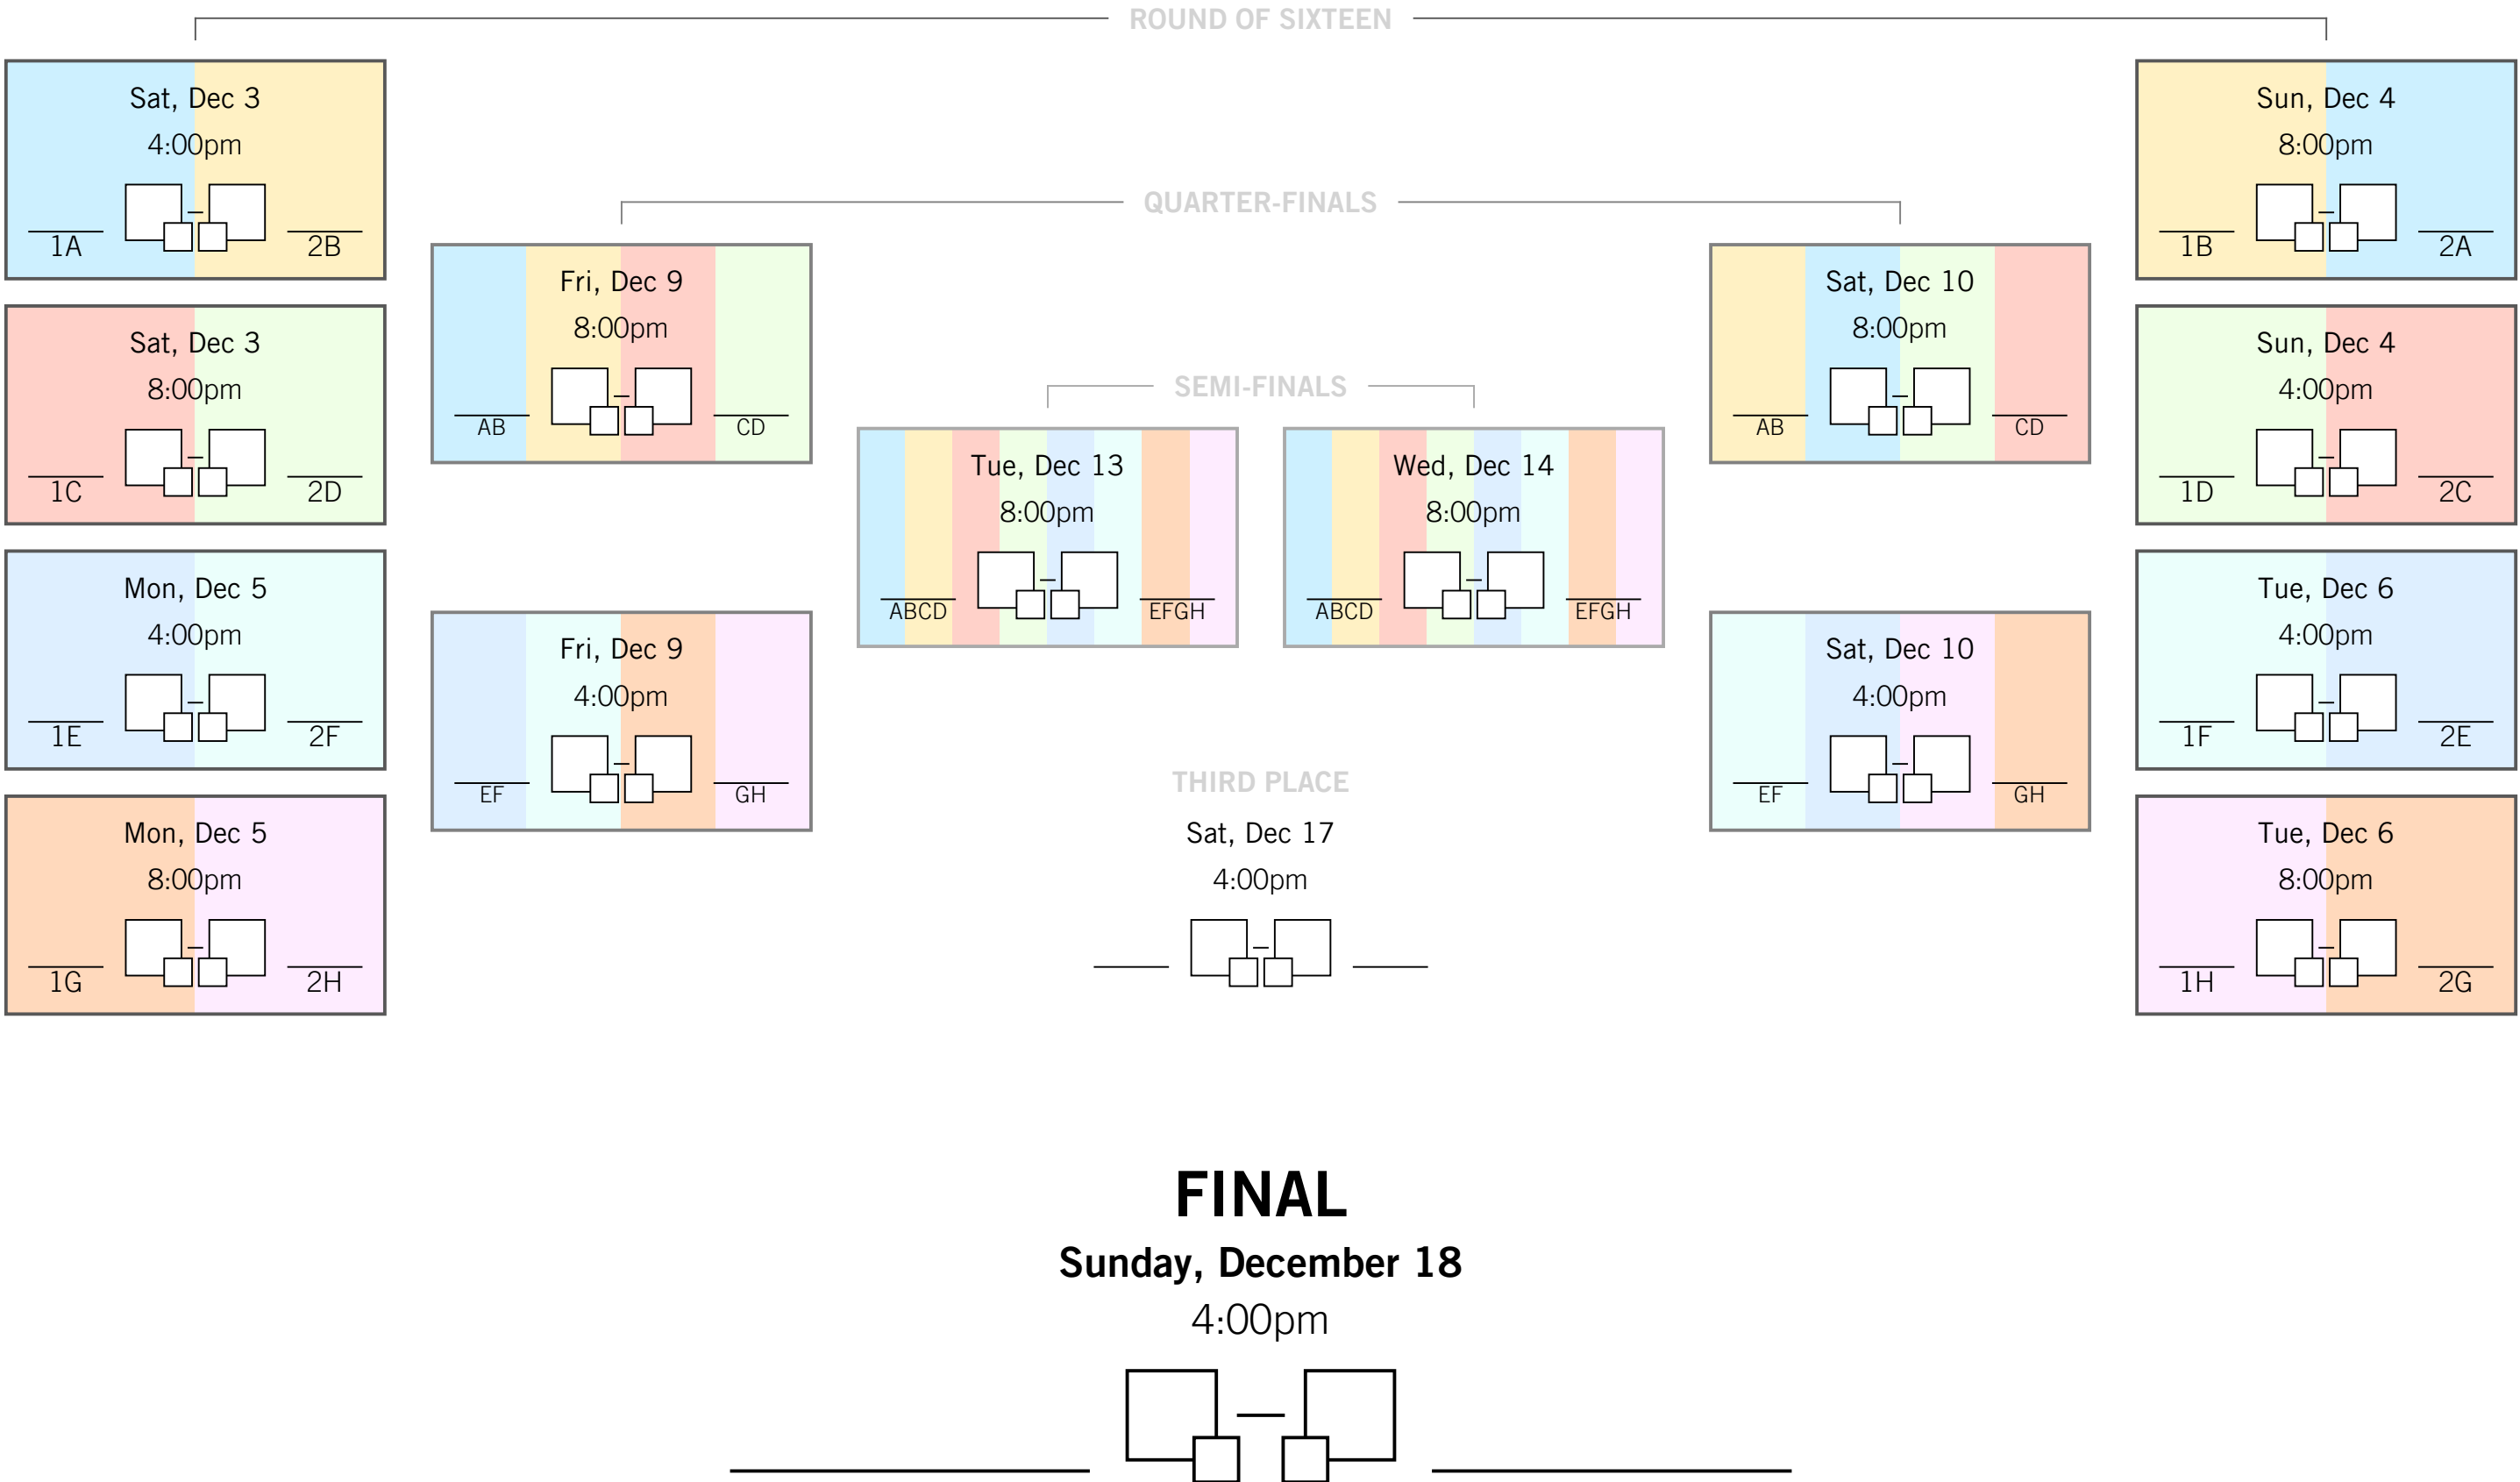 ROUND OF SIXTEEN
Sat, Dec 3
4:00pm
1A
2B
Sat, Dec 3
8:00pm
1C
2D
Mon, Dec 5
4:00pm
1E
2F
Mon, Dec 5
8:00pm
1G
2H
QUARTER-FINALS
Fri, Dec 9
8:00pm
AB
CD
Fri, Dec 9
4:00pm
EF
GH
SEMI-FINALS
Tue, Dec 13
8:00pm
ABCD
EFGH
Wed, Dec 14
8:00pm
ABCD
EFGH
Sat, Dec 10
8:00pm
AB
CD
Sat, Dec 10
4:00pm
EF
GH
Sun, Dec 4
8:00pm
1B
2A
Sun, Dec 4
4:00pm
1D
2C
Tue, Dec 6
4:00pm
1F
2E
Tue, Dec 6
8:00pm
1H
2G
THIRD PLACE
Sat, Dec 17
4:00pm
FINAL
Sunday, December 18
4:00pm